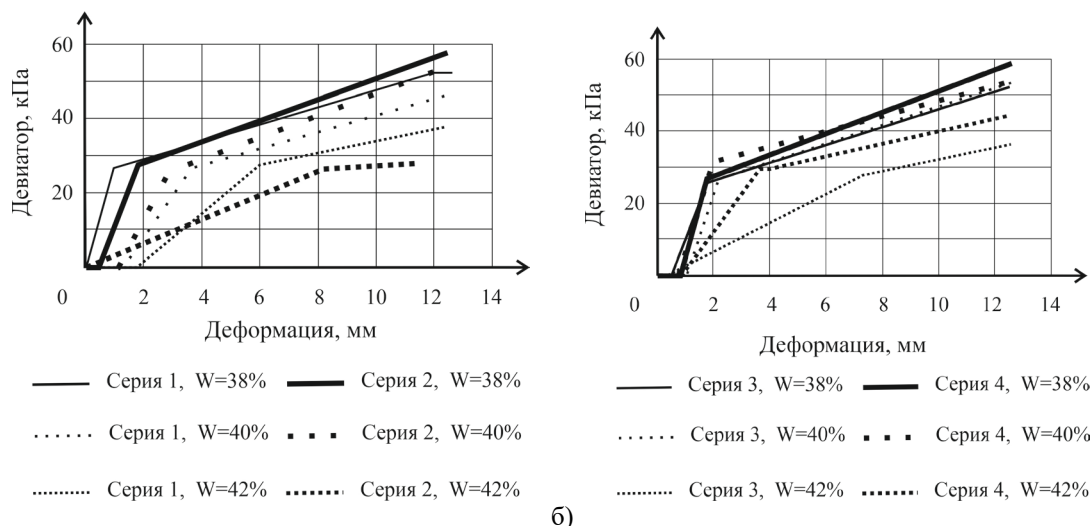 Девиатор, кПа
60
40
20
0 2 4 6 8 10 12 14
Деформация, мм
Серия 1, W=38% Серия 2, W=38%
Серия 1, W=40% Серия 2, W=40%
Серия 1, W=42% Серия 2, W=42%
Девиатор, кПа
60
40
20
0 2 4 6 8 10 12 14
Деформация, мм
Серия 3, W=38% Серия 4, W=38%
Серия 3, W=40% Серия 4, W=40%
Серия 3, W=42% Серия 4, W=42%
б)